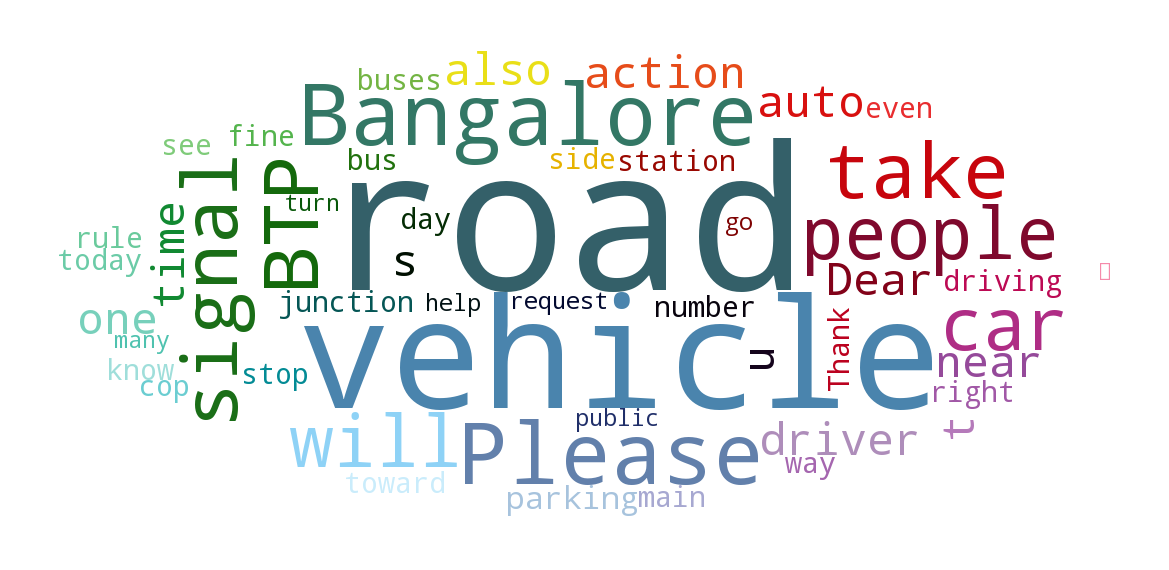 also
buses
action
Bangalore
auto
even
see
fine
bus
side
station
road
take
signal
BTP
turn
day
go
people
time
rule
today
s
Dear
driving
junction
help
request
number
vehicle
one
many
know
cop
stop
u
Thank
car
near
right
t
will
Please
public
driver
way
toward
parking
main